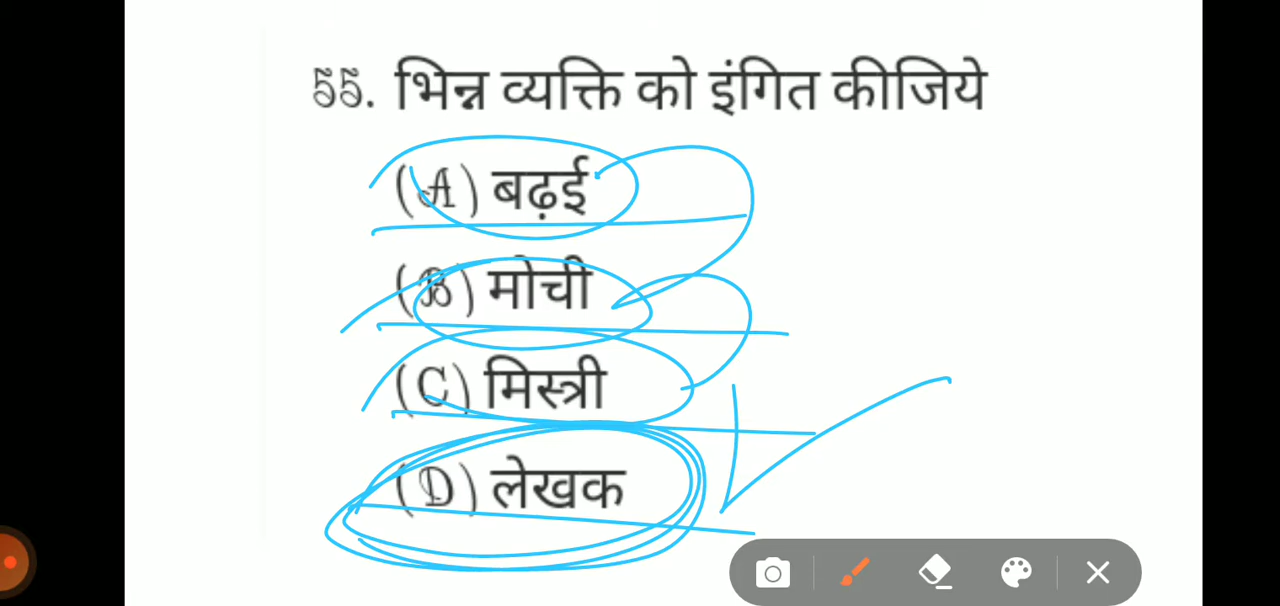 55. भिन्न व्यक्ति को इंगित कीजिये
(A) बढ़ई
(B) मोची
(C) मिस्त्री
(D) लेखक